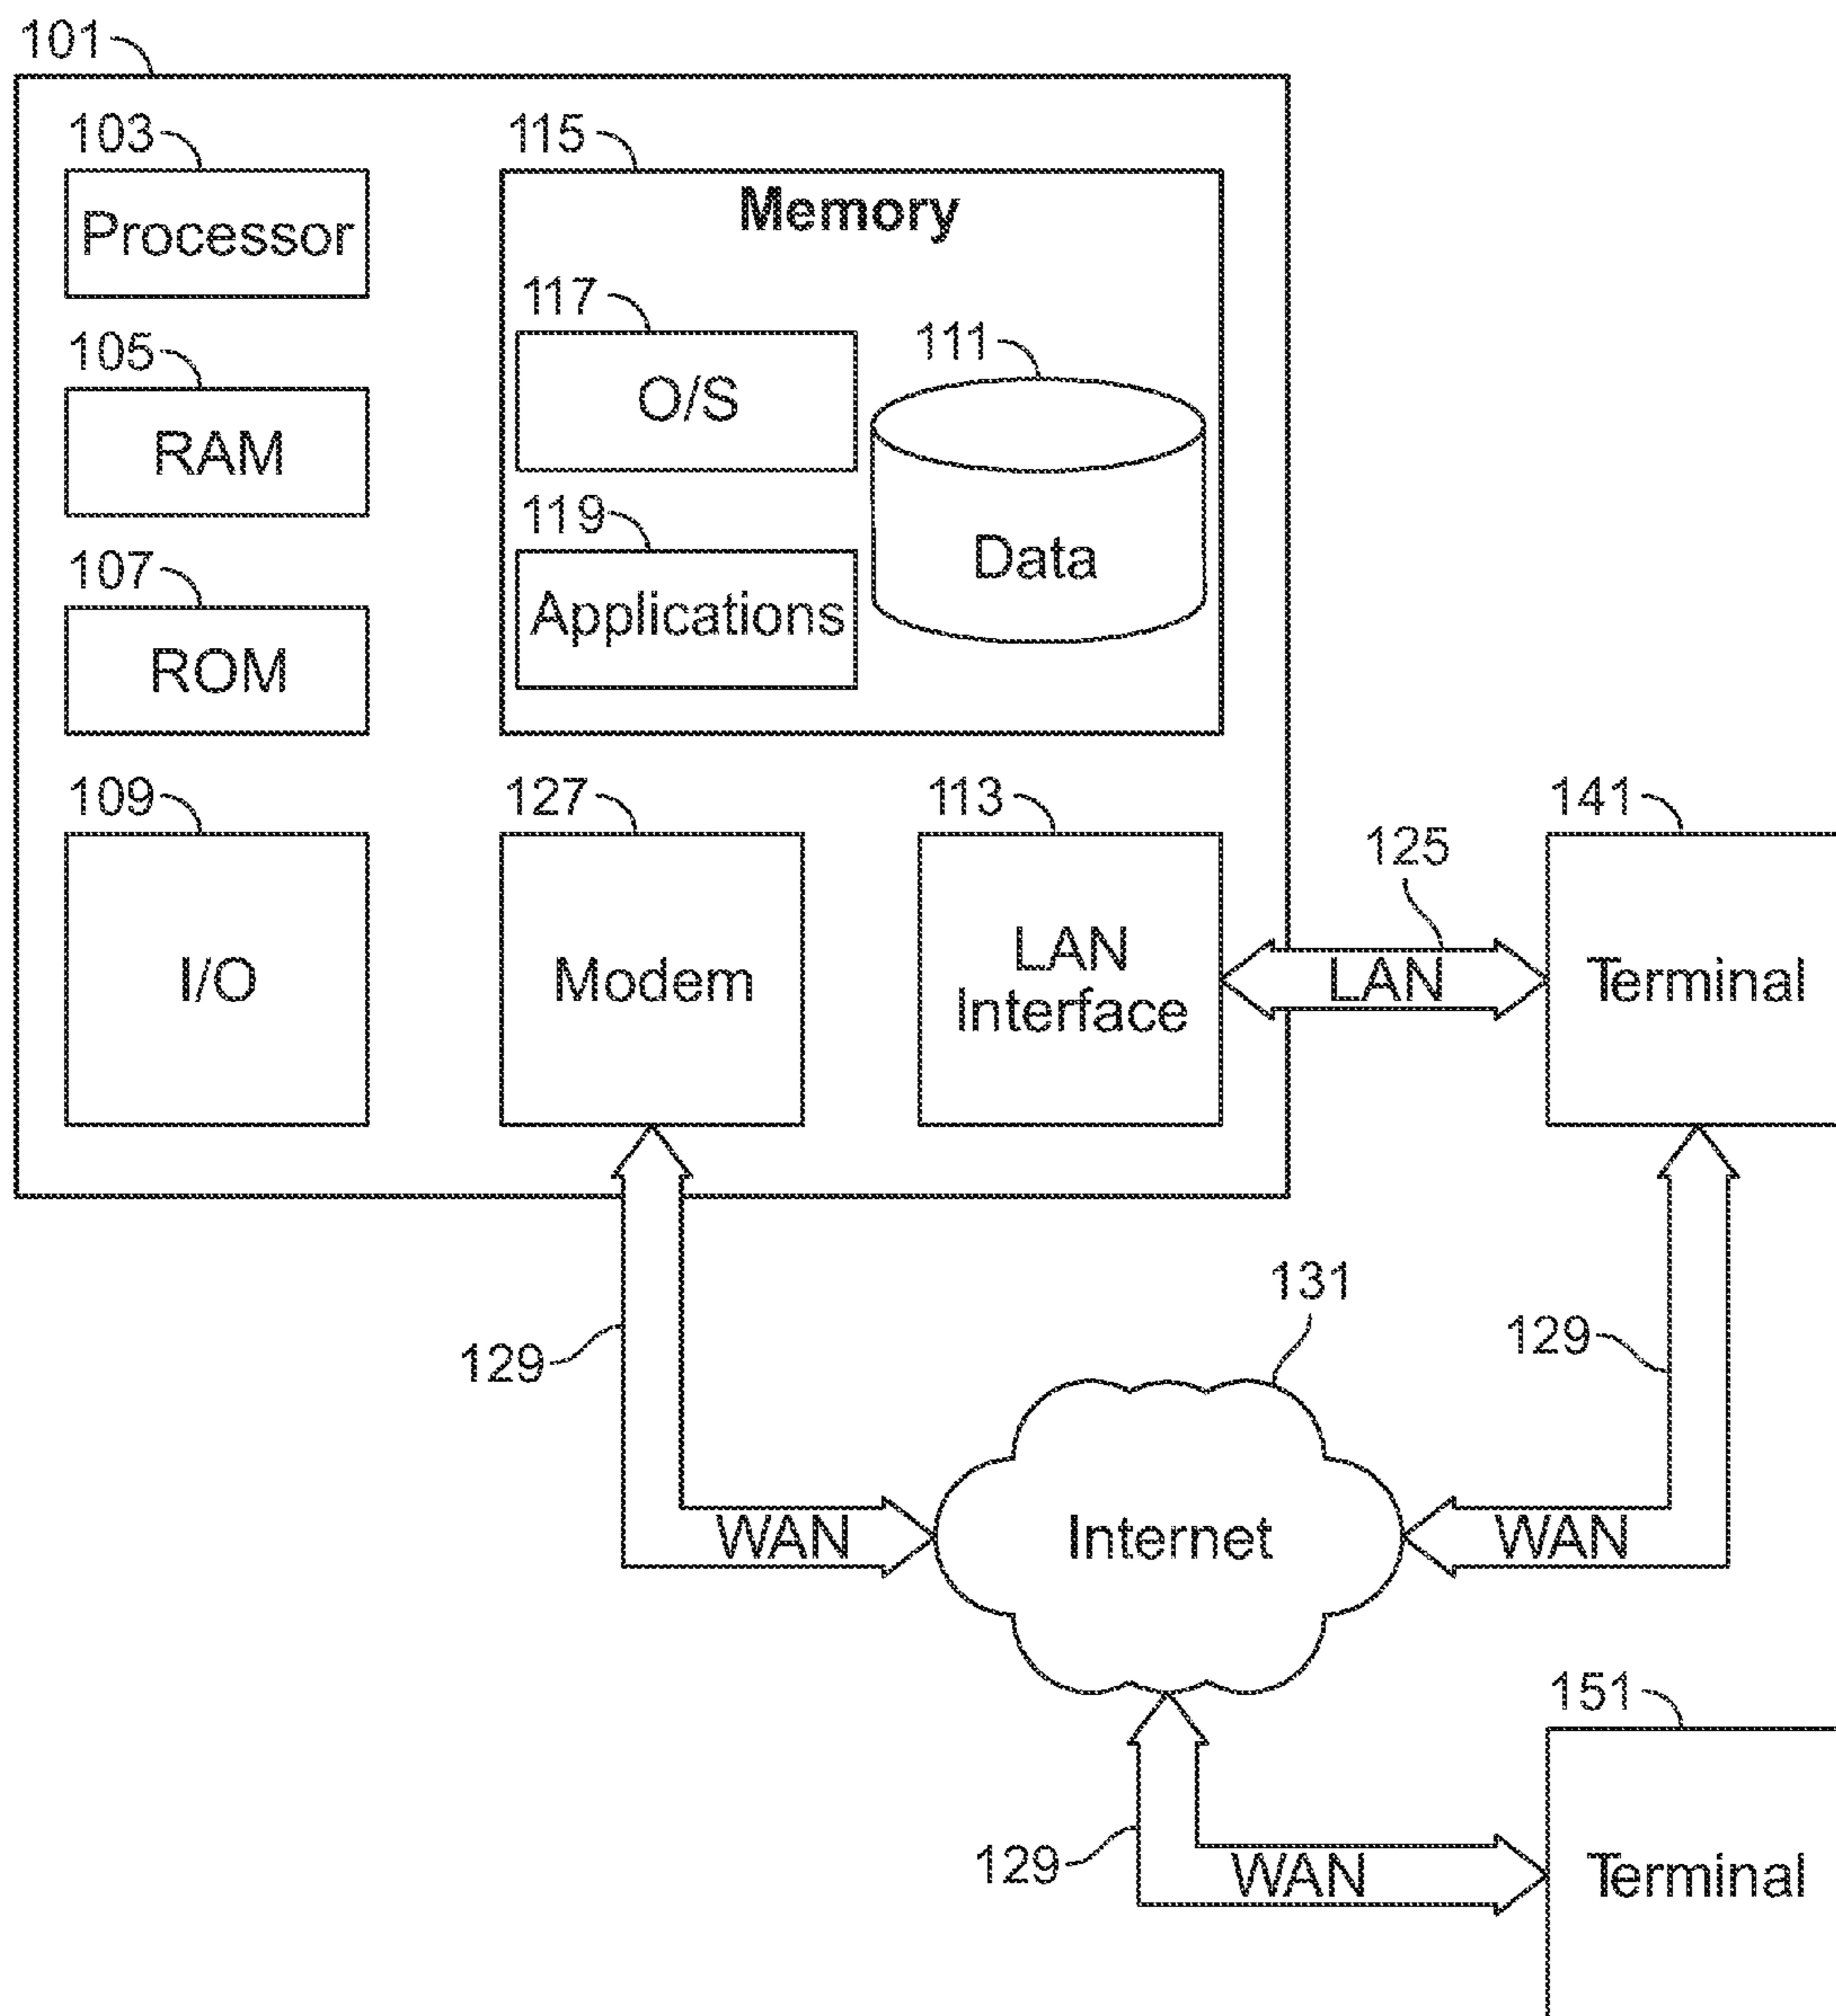 101
103
Processor
105
RAM
107
ROM
109
I/O
115
Memory
117
O/S
111
Data
119
Applications
127
Modem
113
LAN
Interface
125
LAN
141
Terminal
129
WAN
131
Internet
129
WAN
129
WAN
151
Terminal